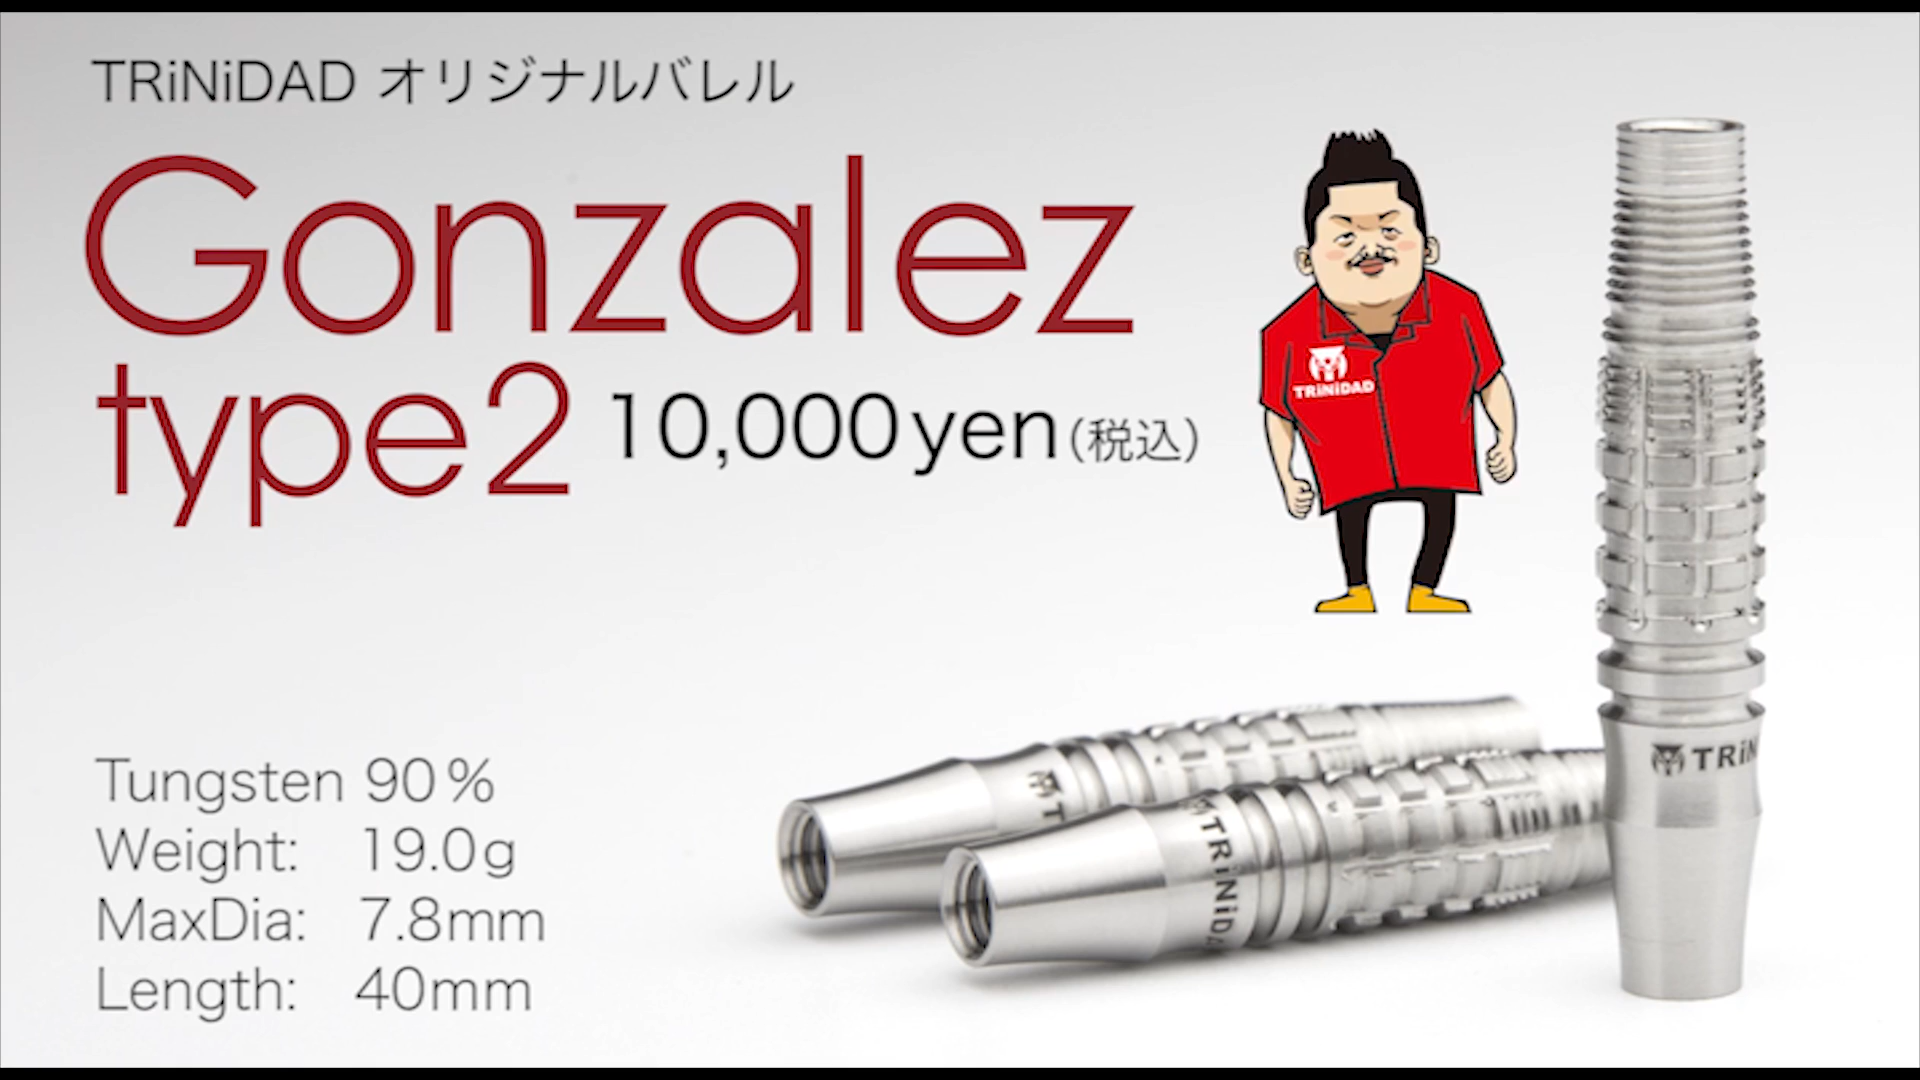 TRiNiDAD オリジナルバレル
Gonzalez
type2 10,000yen(税込)
TRiNiDAD
TRiN
Tungsten 90%
Weight: 19.0g
MaxDia: 7.8mm
Length: 40mm
T
TRiNiDA